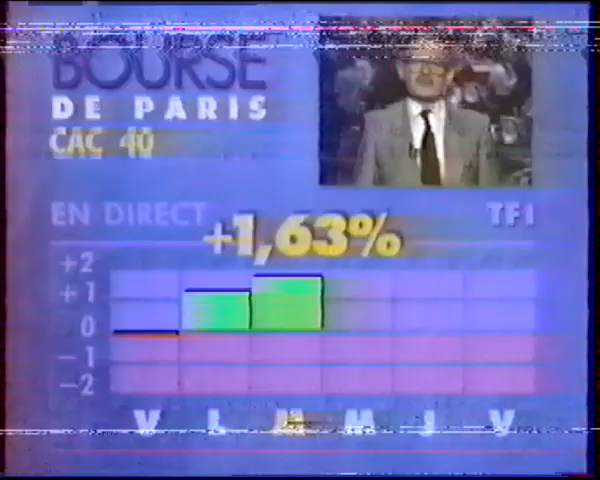 BOURSE
DE PARIS
CAC 40
EN DIRECT
TF1
+1,63%
+2
+1
0
-1
-2
V L M M J V